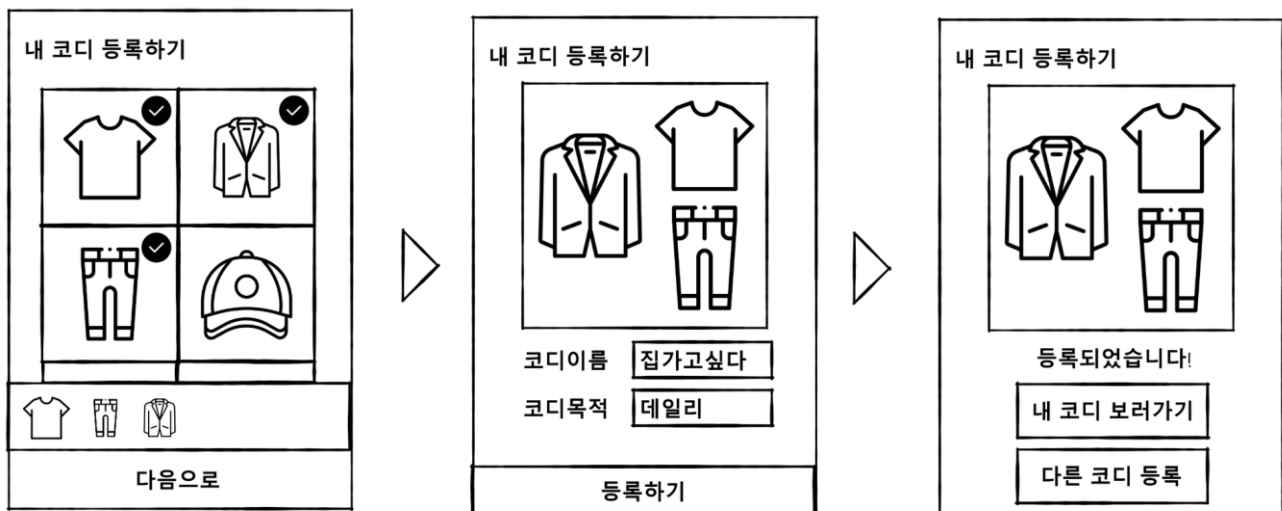 내 코디 등록하기
다음으로
내 코디 등록하기
코디이름 집가고싶다
코디목적 데일리
등록하기
내 코디 등록하기
등록되었습니다!
내 코디 보러가기
다른 코디 등록